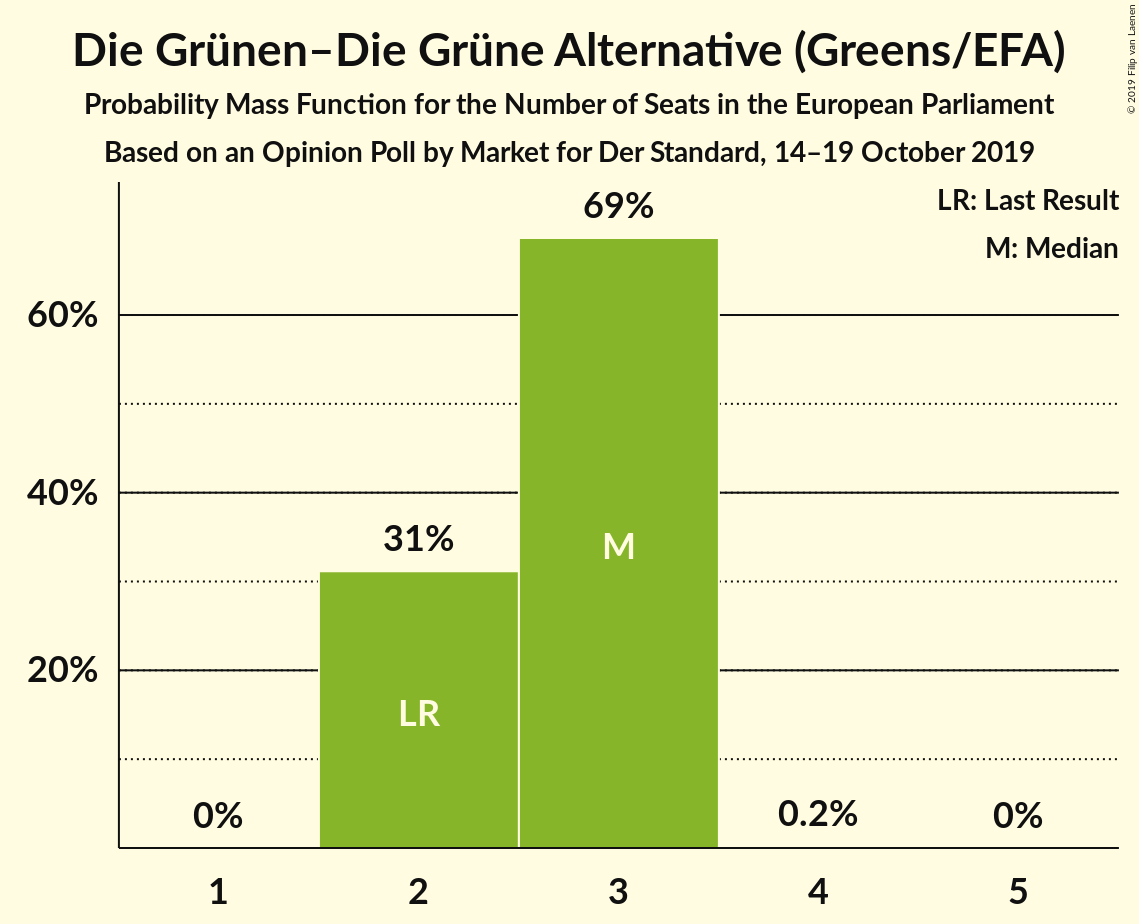 Die Grünen–Die Grüne Alternative (Greens/EFA)
Probability Mass Function for the Number of Seats in the European Parliament
Based on an Opinion Poll by Market for Der Standard, 14–19 October 2019
© 2019 Filip van Laenen
LR: Last Result
M: Median
69%
60%
40%
31%
M
20%
LR
0%
0.2%
0%
1 2 3 4 5